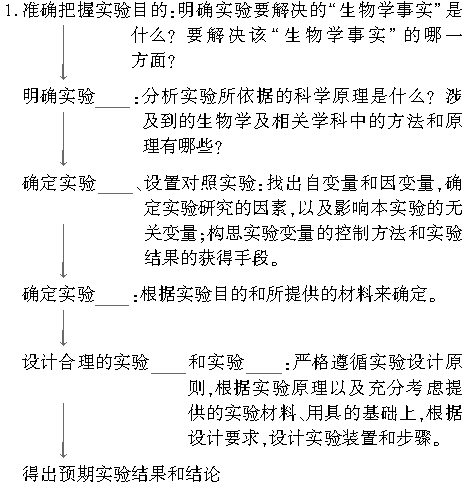 1.准确把握实验目的:明确实验要解决的“生物学事实”是
什么?要解决该“生物学事实”的哪一
方面?
明确实验____:分析实验所依据的科学原理是什么?涉
及到的生物学及相关学科中的方法和原
理有哪些?
确定实验____、设置对照实验:找出自变量和因变量,确
定实验研究的因素,以及影响本实验的无
关变量;构思实验变量的控制方法和实验
结果的获得手段。
确定实验____:根据实验目的和所提供的材料来确定。
设计合理的实验____和实验____:严格遵循实验设计原
则,根据实验原理以及充分考虑提
供的实验材料、用具的基础上,根据
设计要求,设计实验装置和步骤。
得出预期实验结果和结论